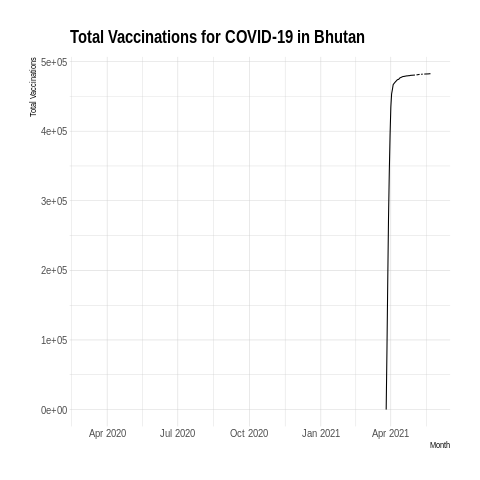 Total Vaccinations for COVID-19 in Bhutan
Total Vaccinations
5e+05
4e+05
3e+05
2e+05
1e+05
0e+00
Apr 2020 Jul 2020 Oct 2020 Jan 2021 Apr 2021
Month